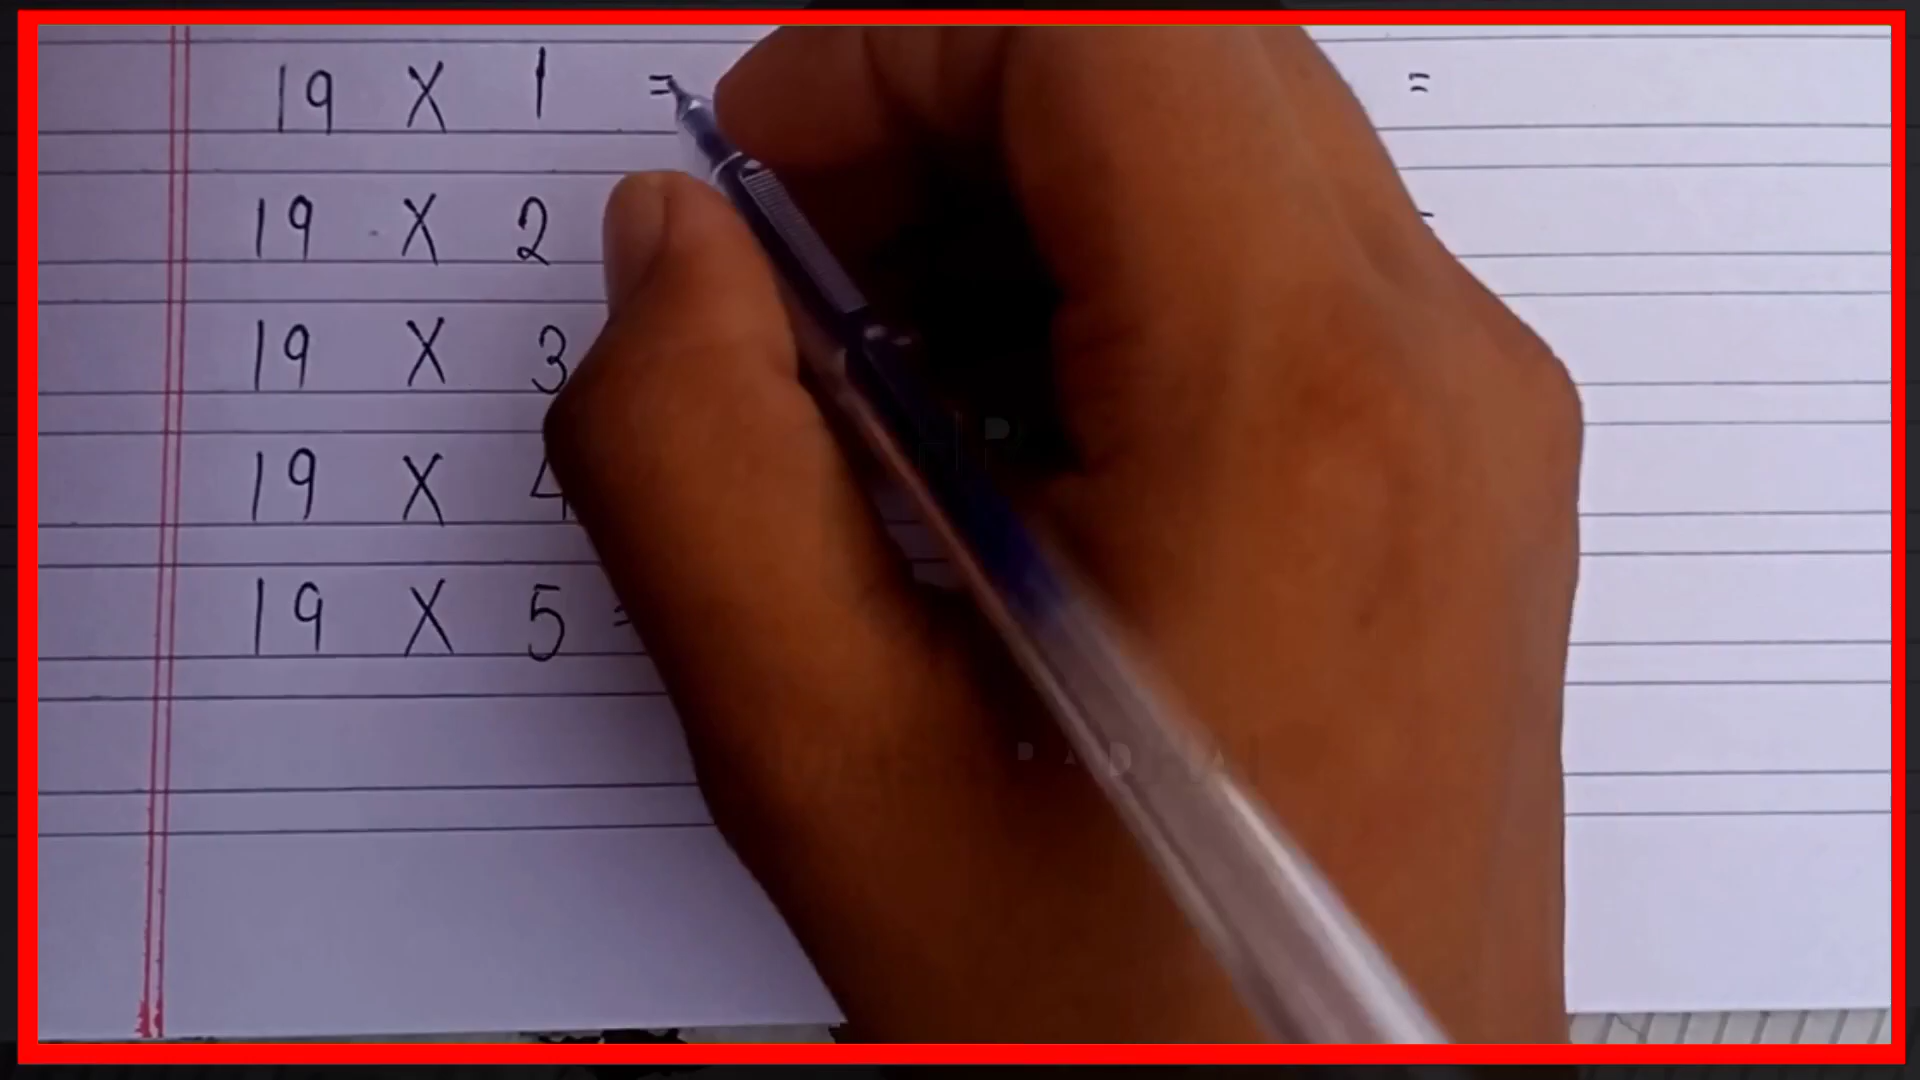 19 X 1 = =
19 X 2
19 X 3
19 X 4
19 X 5 =